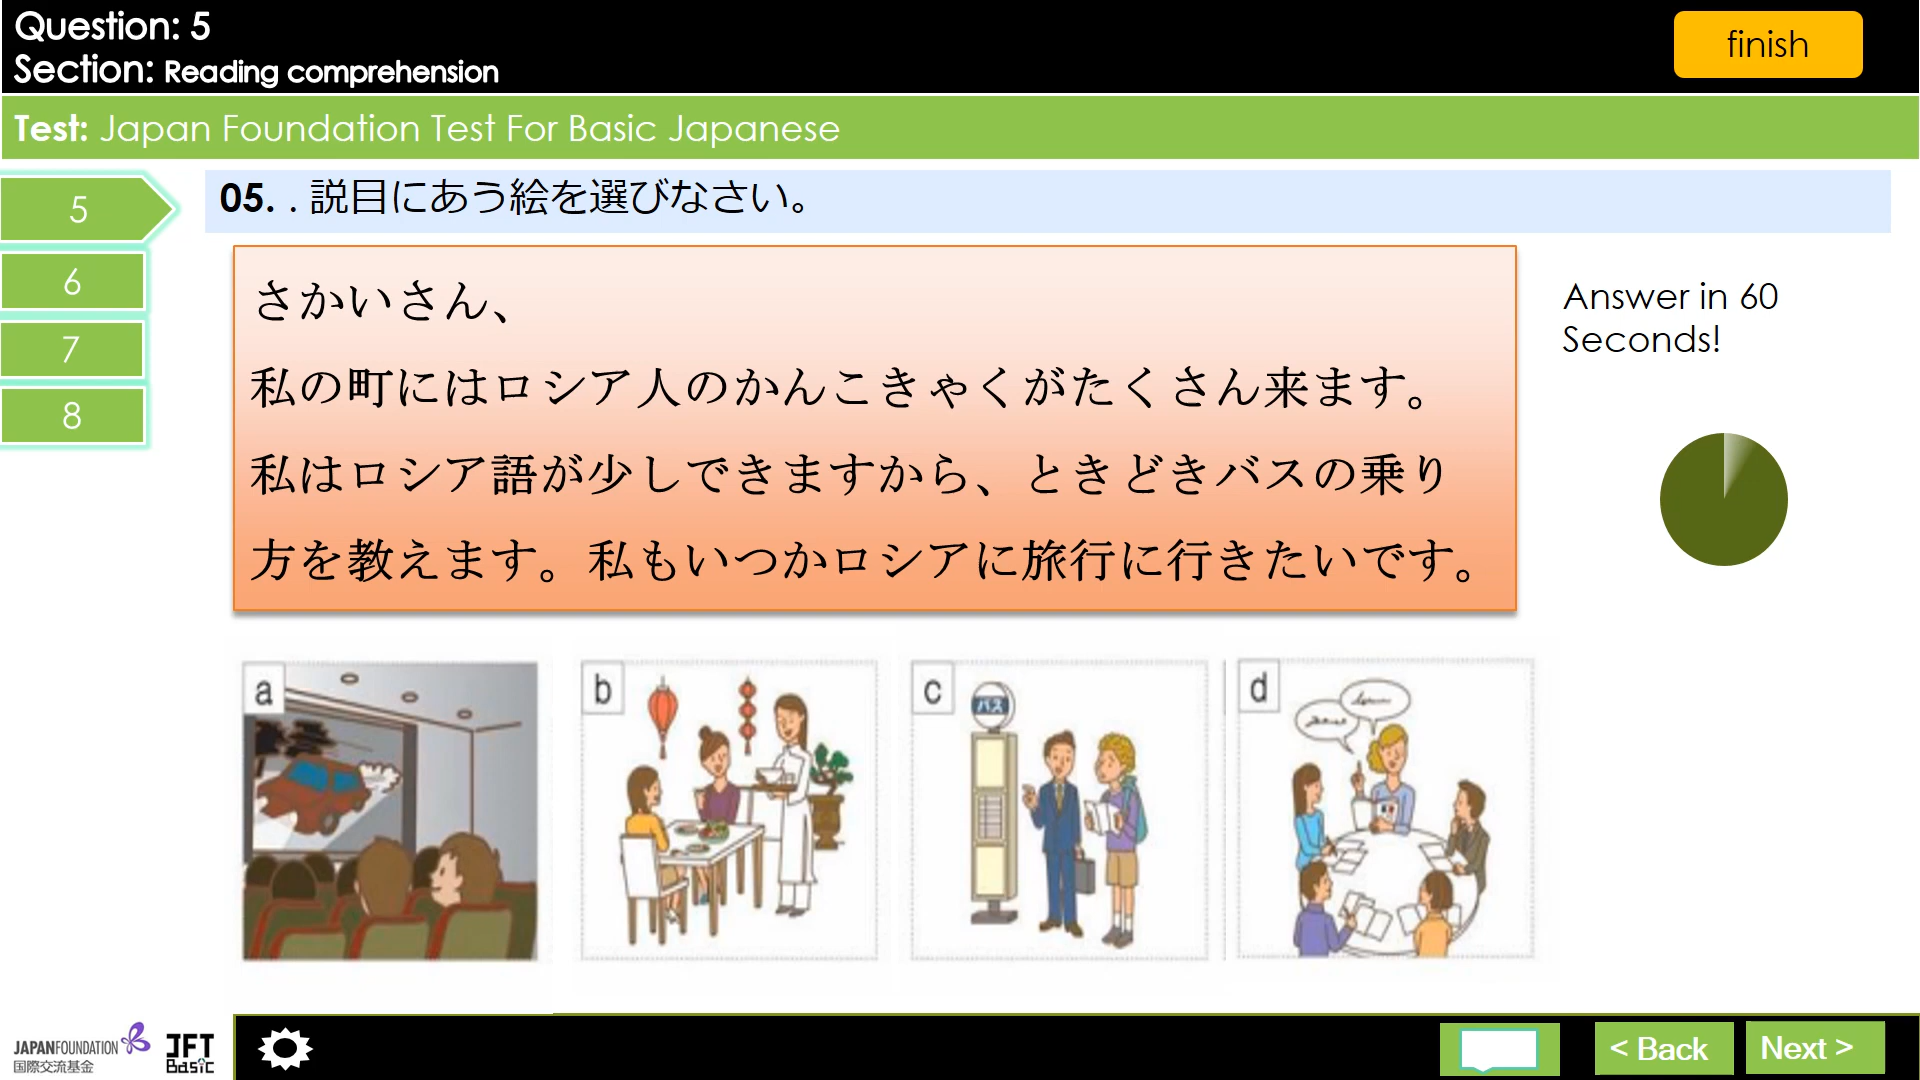 Question: 5
Section: Reading comprehension
finish
Test: Japan Foundation Test For Basic Japanese
5
6
7
8
05. . 説目にあう絵を選びなさい。
さかいさん、
私の町にはロシア人のかんこきゃくがたくさん来ます。
私はロシア語が少しできますから、ときどきバスの乗り
方を教えます。私もいつかロシアに旅行に行きたいです。
Answer in 60
Seconds!
a
b
c
バス
d
JAPANFOUNDATION
国際交流基金
JFT
Basic
< Back
Next >